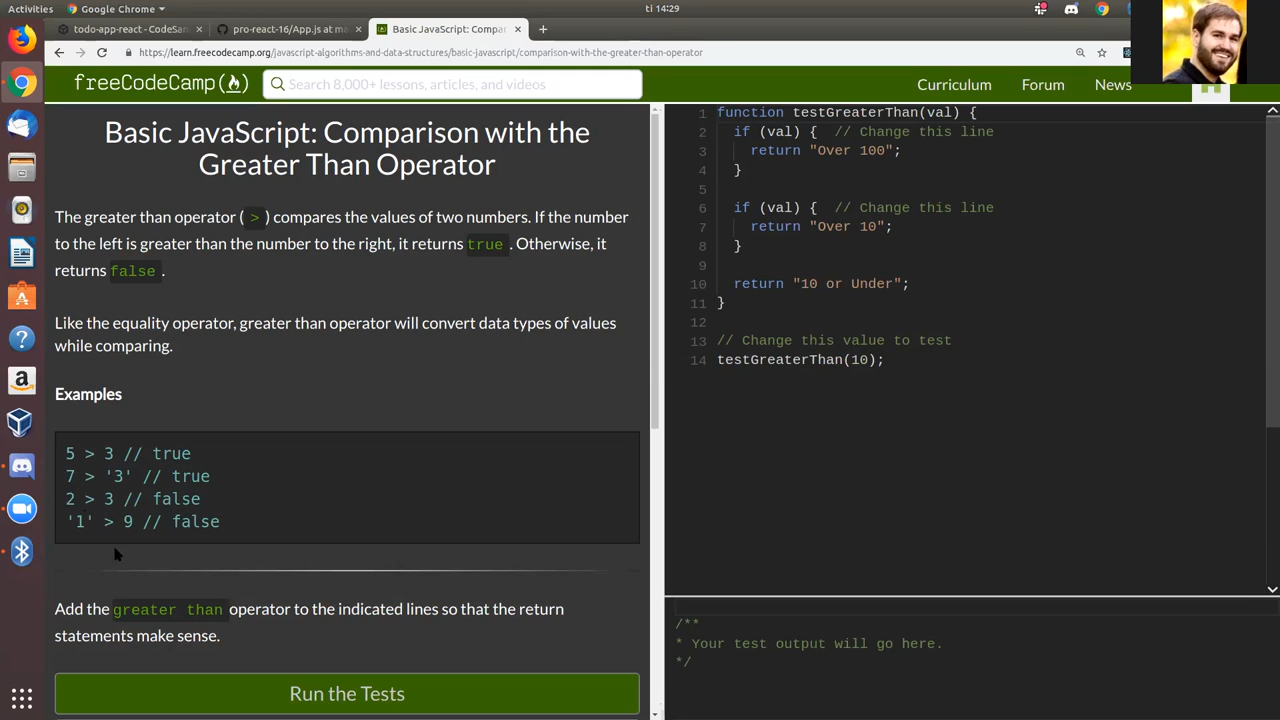 Activities
Google Chrome
ti 14:29
todo-app-react - CodeSan
pro-react-16/App.js at ma
Basic JavaScript: Compar
https://learn.freecodecamp.org/javascript-algorithms-and-data-structures/basic-javascript/comparison-with-the-greater-than-operator
freeCodeCamp
Search 8,000+ lessons, articles, and videos
Curriculum
Forum
News
Basic JavaScript: Comparison with the
Greater Than Operator
The greater than operator ( > ) compares the values of two numbers. If the number
to the left is greater than the number to the right, it returns true . Otherwise, it
returns false .
Like the equality operator, greater than operator will convert data types of values
while comparing.
Examples
5 > 3 // true
7 > '3' // true
2 > 3 // false
'1' > 9 // false
Add the greater than operator to the indicated lines so that the return
statements make sense.
Run the Tests
1 function testGreaterThan(val) {
2 if (val) { // Change this line
3 return "Over 100";
4 }
5
6 if (val) { // Change this line
7 return "Over 10";
8 }
9
10 return "10 or Under";
11 }
12
13 // Change this value to test
14 testGreaterThan(10);
/**
* Your test output will go here.
*/